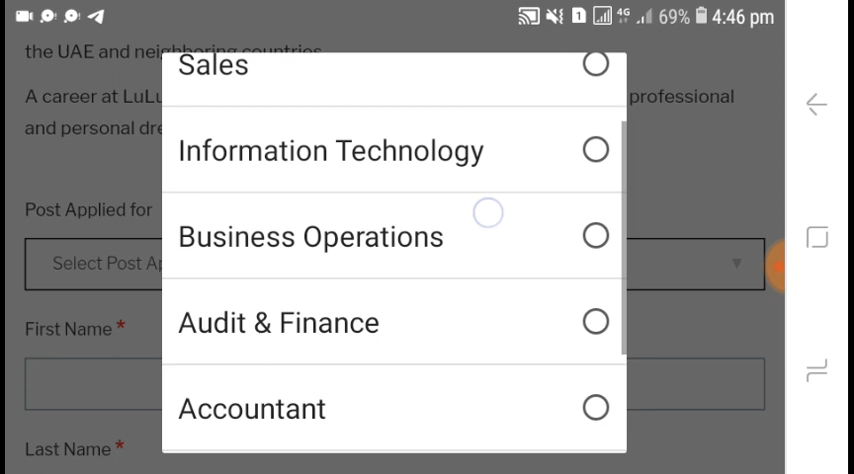 1 4G 69% 4:46 pm
the UAE and neighboring countries
Sales
A career at LuLu professional
and personal dre
Information Technology
Post Applied for
Business Operations
Select Post Ap
Audit & Finance
First Name *
Accountant
Last Name *